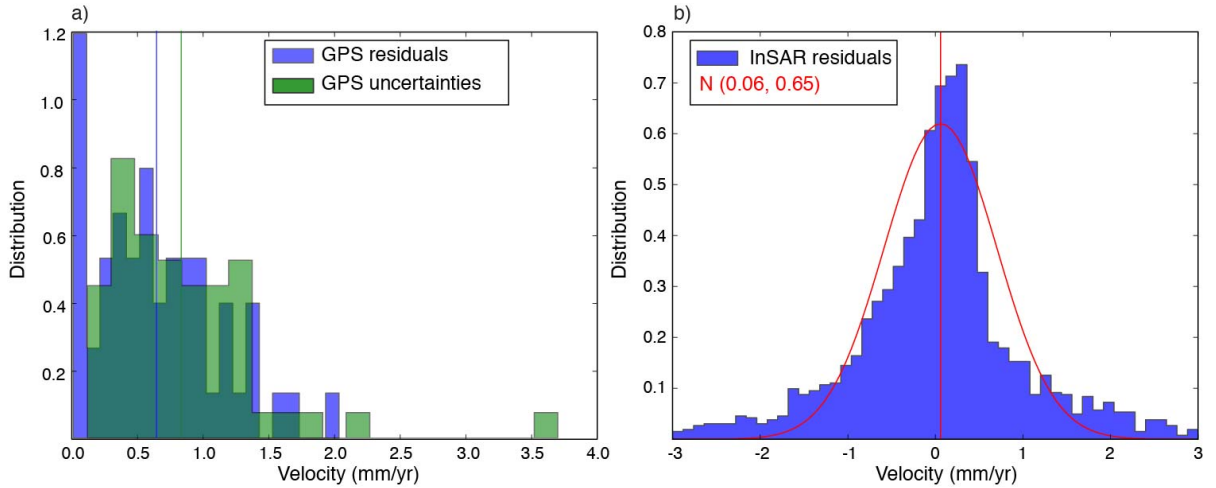 a)
GPS residuals
GPS uncertainties
Distribution
1.2
1.0
0.8
0.6
0.4
0.2
0.0 0.5 1.0 1.5 2.0 2.5 3.0 3.5 4.0
Velocity (mm/yr)
b)
InSAR residuals
N (0.06, 0.65)
Distribution
0.8
0.7
0.6
0.5
0.4
0.3
0.2
0.1
-3 -2 -1 0 1 2 3
Velocity (mm/yr)